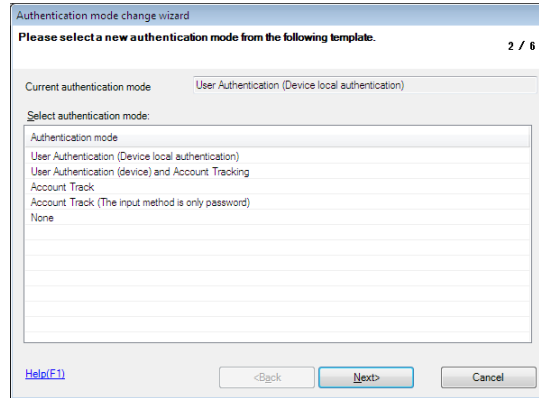 Authentication mode change wizard
Please select a new authentication mode from the following template.
2 / 6
Current authentication mode User Authentication (Device local authentication)
Select authentication mode:
Authentication mode
User Authentication (Device local authentication)
User Authentication (device) and Account Tracking
Account Track
Account Track (The input method is only password)
None
Help(F1) <Back Next> Cancel